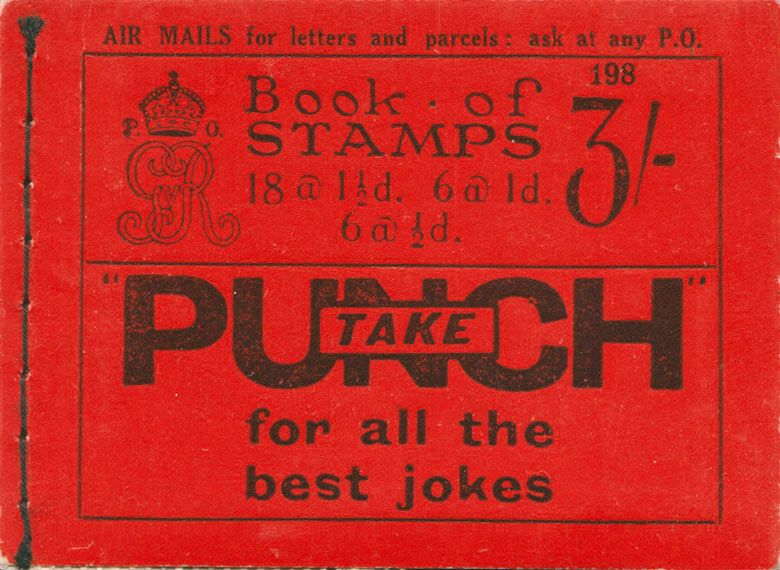 AIR MAILS for letters and parcels: ask at any P.O.
198
Book · of
STAMPS
3/-
P. O.
GvR
18 @ 1½d. 6 @ 1d.
6 @ ½d.
"PUNCH"
TAKE
for all the
best jokes